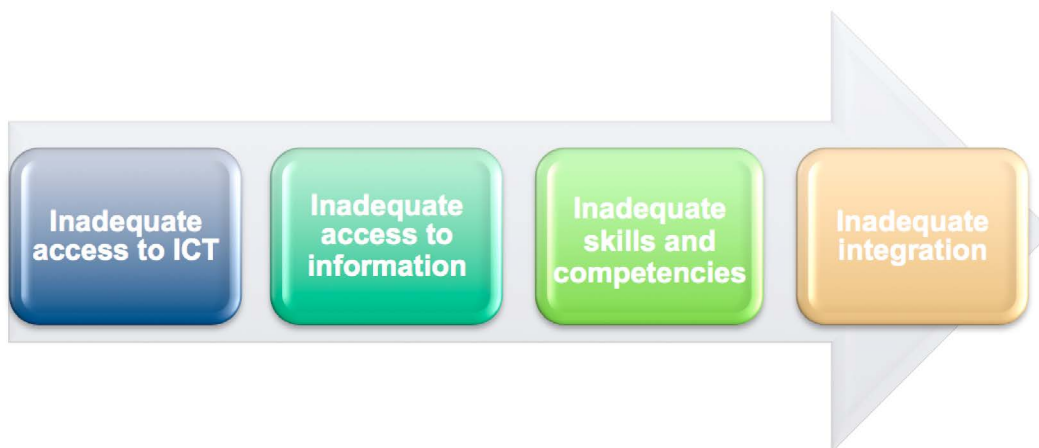 Inadequate
access to ICT
Inadequate
access to
information
Inadequate
skills and
competencies
Inadequate
integration